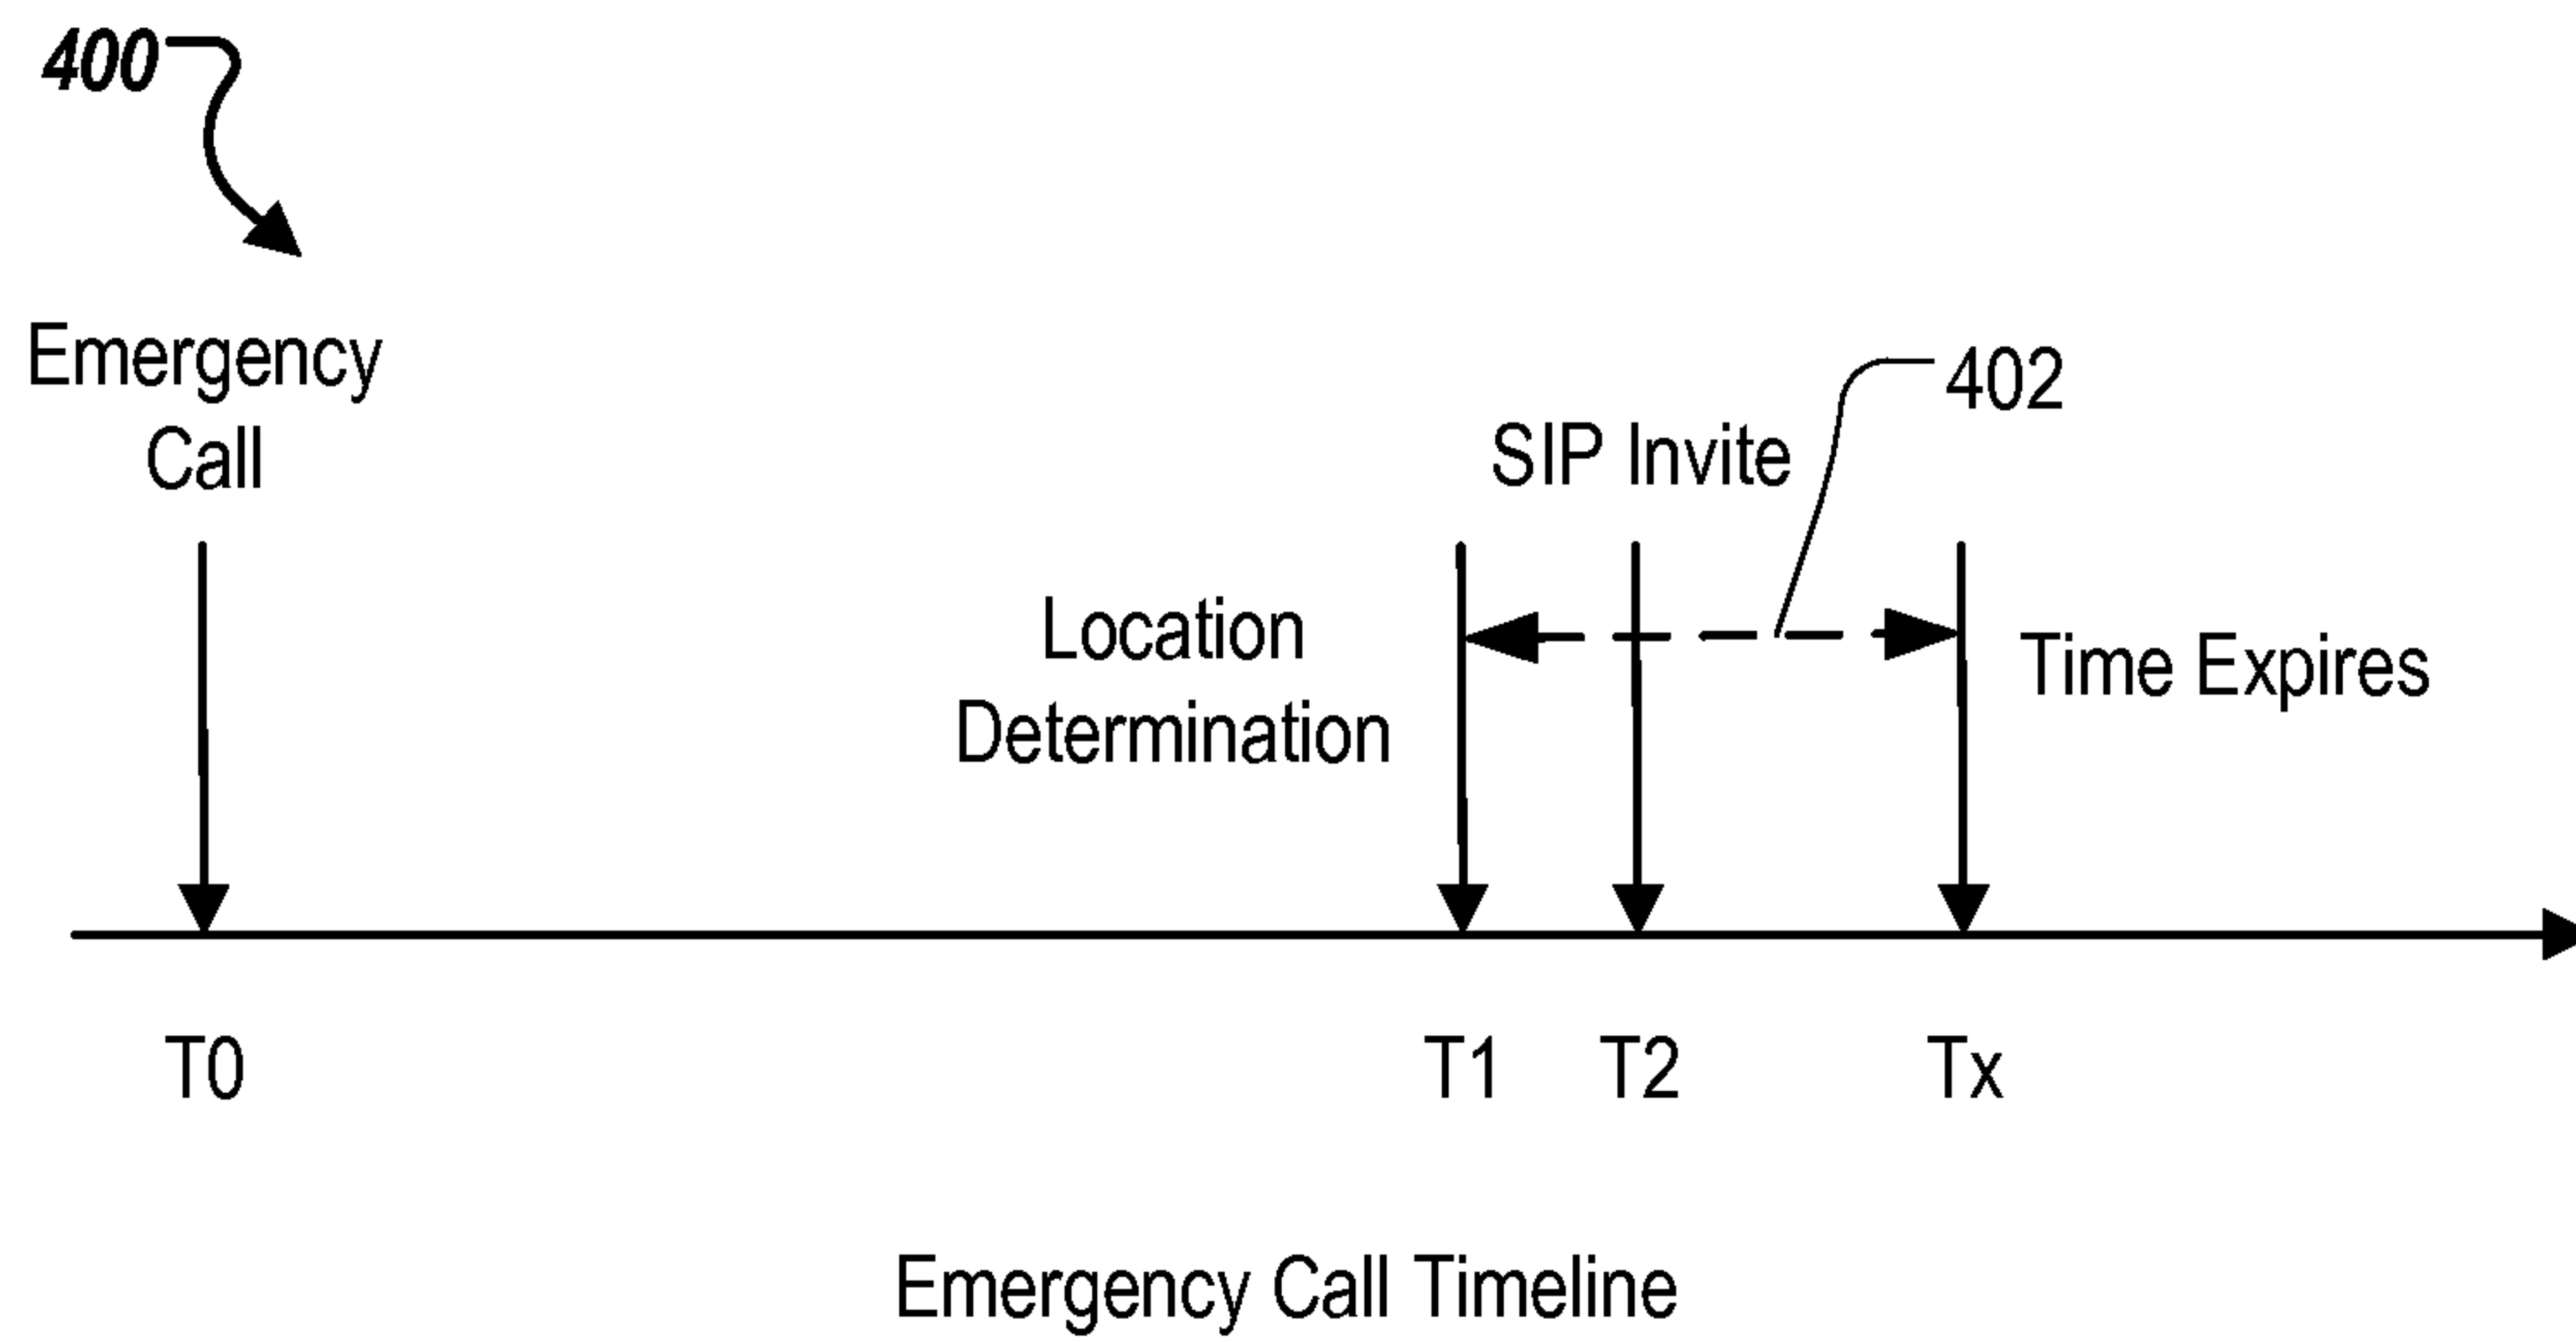 400
Emergency
Call
402
SIP Invite
Location
Determination
Time Expires
T0
T1
T2
Tx
Emergency Call Timeline